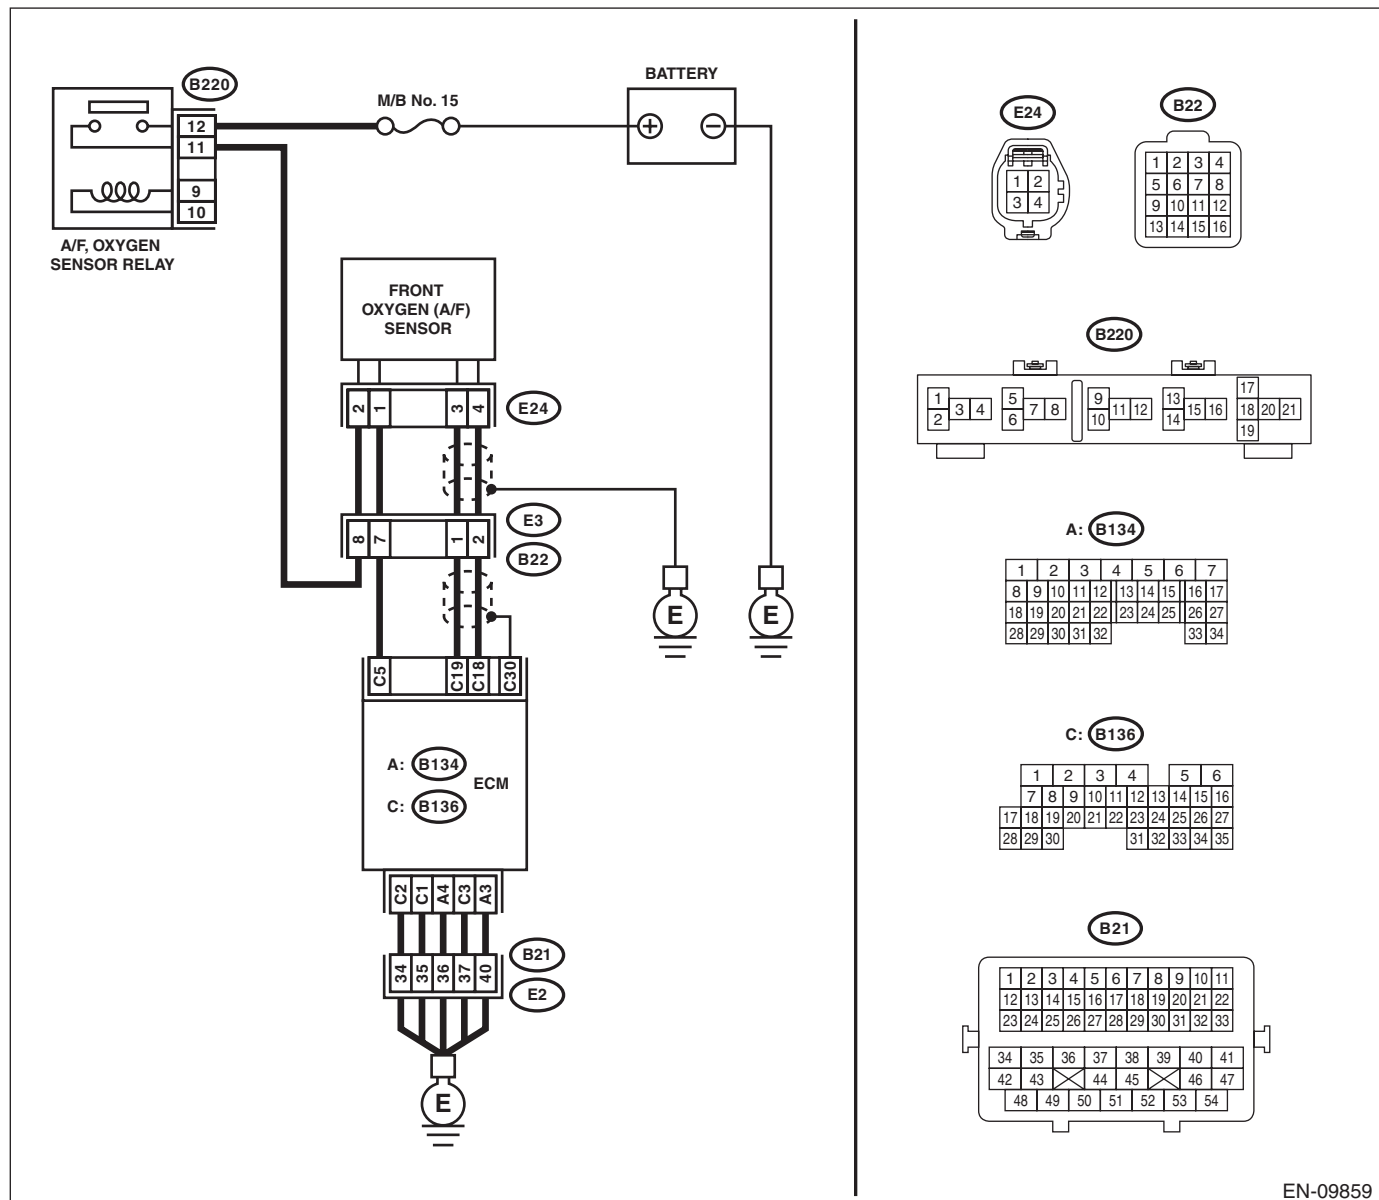 B220
BATTERY
M/B No. 15
12
11
9
10
A/F, OXYGEN
SENSOR RELAY
FRONT
OXYGEN (A/F)
SENSOR
2 1 3 4
E24
E3
8 7 1 2
B22
E E
C5 C19 C18 C30
A: B134
ECM
C: B136
C2 C1 A4 C3 A3
B21
34 35 36 37 40
E2
E
E24
1 2
3 4
B22
1 2 3 4
5 6 7 8
9 10 11 12
13 14 15 16
B220
1 2 3 4 5 6 7 8 9 10 11 12 13 14 15 16 17 18 19 20 21
A: B134
1 2 3 4 5 6 7
8 9 10 11 12 13 14 15 16 17
18 19 20 21 22 23 24 25 26 27
28 29 30 31 32 33 34
C: B136
1 2 3 4 5 6
7 8 9 10 11 12 13 14 15 16
17 18 19 20 21 22 23 24 25 26 27
28 29 30 31 32 33 34 35
B21
1 2 3 4 5 6 7 8 9 10 11
12 13 14 15 16 17 18 19 20 21 22
23 24 25 26 27 28 29 30 31 32 33
34 35 36 37 38 39 40 41
42 43 44 45 46 47
48 49 50 51 52 53 54
EN-09859